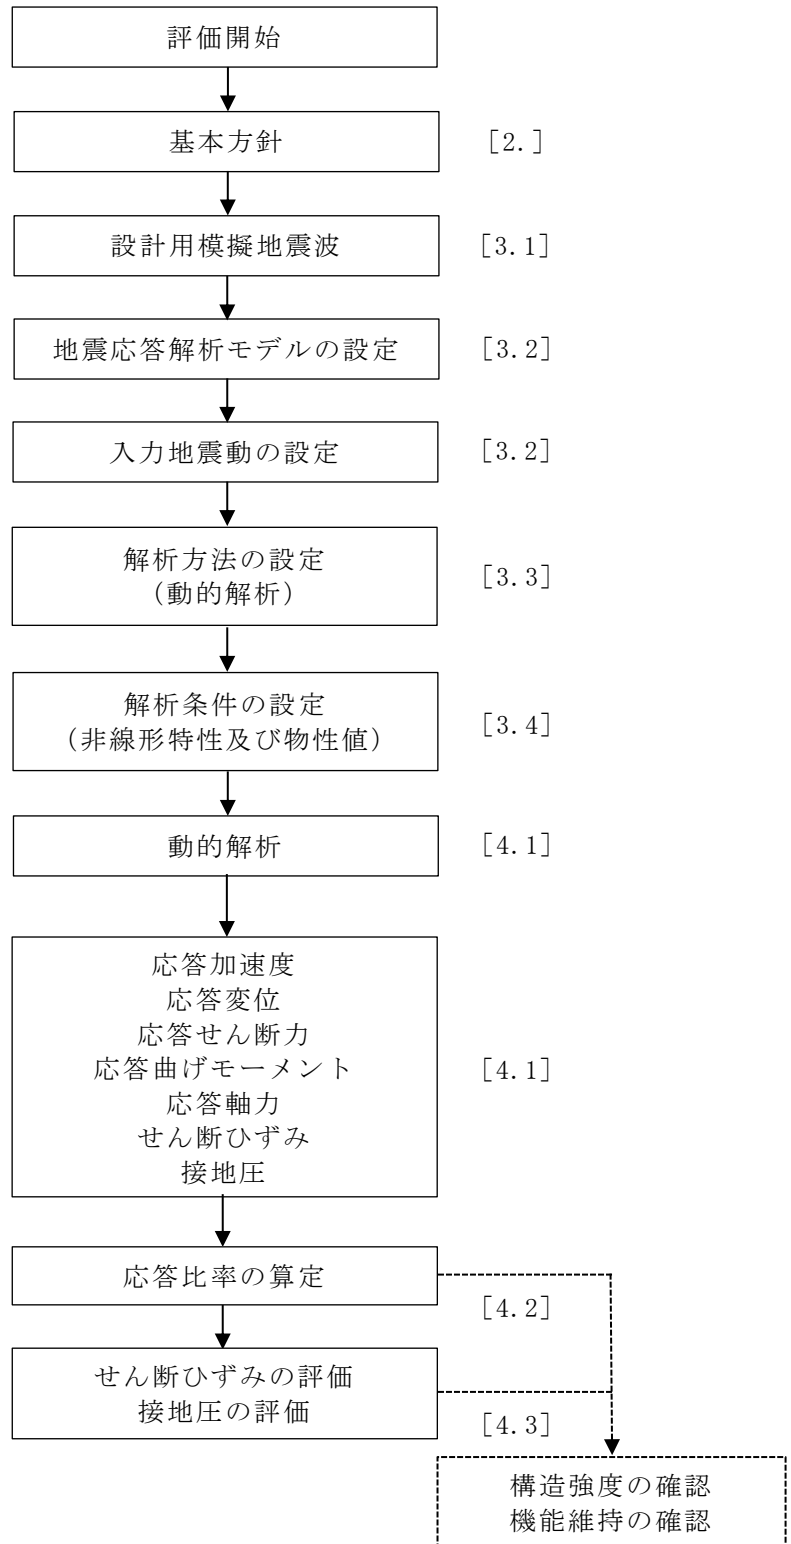 評価開始
基本方針
[2.]
設計用模擬地震波
[3.1]
地震応答解析モデルの設定
[3.2]
入力地震動の設定
[3.2]
解析方法の設定
(動的解析)
[3.3]
解析条件の設定
(非線形特性及び物性値)
[3.4]
動的解析
[4.1]
応答加速度
応答変位
応答せん断力
応答曲げモーメント
応答軸力
せん断ひずみ
接地圧
[4.1]
応答比率の算定
[4.2]
せん断ひずみの評価
接地圧の評価
[4.3]
構造強度の確認
機能維持の確認